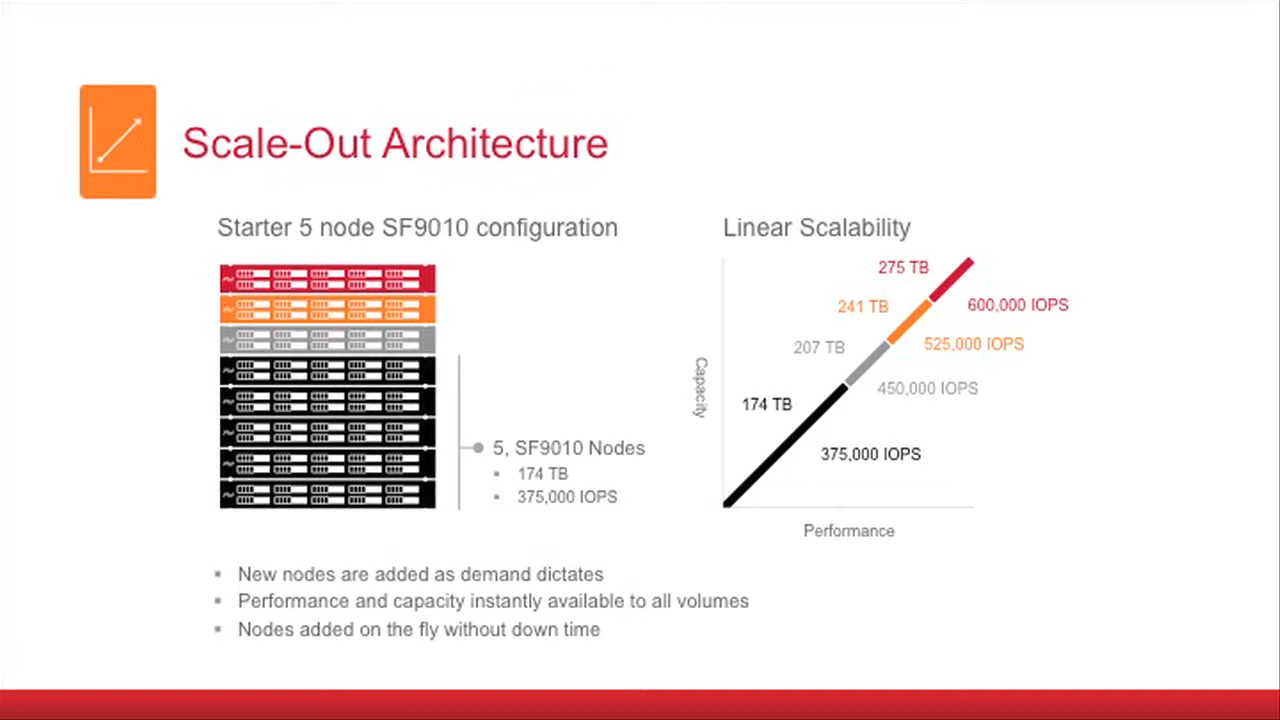 Scale-Out Architecture
Starter 5 node SF9010 configuration
5, SF9010 Nodes
174 TB
375,000 IOPS
Linear Scalability
275 TB
600,000 IOPS
241 TB
525,000 IOPS
207 TB
450,000 IOPS
174 TB
375,000 IOPS
Capacity
Performance
New nodes are added as demand dictates
Performance and capacity instantly available to all volumes
Nodes added on the fly without down time